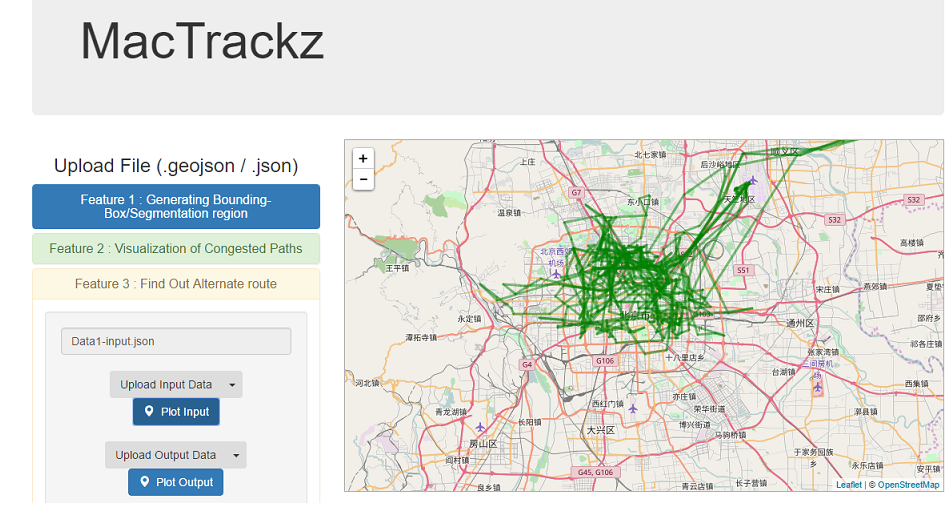 MacTrackz
Upload File (.geojson / .json)
Feature 1 : Generating Bounding-
Box/Segmentation region
Feature 2 : Visualization of Congested Paths
Feature 3 : Find Out Alternate route
Data1-input.json
Upload Input Data
Plot Input
Upload Output Data
Plot Output
+
−
上庄
北七家镇
后沙峪地区
G7
温泉镇
东小口镇
天竺地区
S32
S32
高楼镇
北京西郊
机场
王平镇
S51
宋庄镇
燕郊镇
夏垫
永定镇
北京市
通州区
邵府乡
潭柘寺镇
祁各庄镇
张家湾镇
G106
十八里店乡
G4
台湖镇
河北镇
亦庄镇
西集镇
青龙湖镇
西红门镇
荣华街道
漷县镇
长阳镇
博兴街道
大兴区
马驹桥镇
房山区
于家务回族
乡
阎村镇
永乐店镇
安平镇
G45, G106
良乡镇
青云店镇
长子营镇
Leaflet | © OpenStreetMap